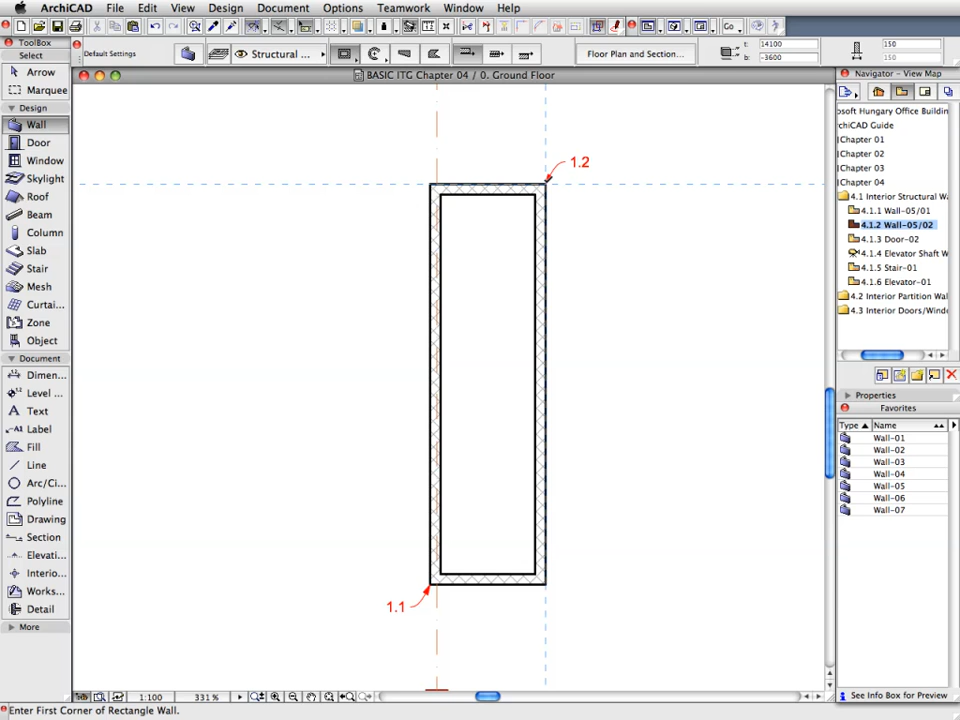 ArchiCAD File Edit View Design Document Options Teamwork Window Help
ToolBox
Select
Arrow
Marquee
Design
Wall
Door
Window
Skylight
Roof
Beam
Column
Slab
Stair
Mesh
Curtai...
Zone
Object
Document
Dimen...
Level ...
Text
Label
Fill
Line
Arc/Ci...
Polyline
Drawing
Section
Elevati...
Interio...
Works...
Detail
More
Go...
Default Settings
Structural ...
Floor Plan and Section...
t: 14100
b: -3600
150
150
BASIC ITG Chapter 04 / 0. Ground Floor
1.2
1.1
1:100
331 %
Enter First Corner of Rectangle Wall.
Navigator - View Map
osoft Hungary Office Building
rchiCAD Guide
Chapter 01
Chapter 02
Chapter 03
Chapter 04
4.1 Interior Structural Wa
4.1.1 Wall-05/01
4.1.2 Wall-05/02
4.1.3 Door-02
4.1.4 Elevator Shaft W
4.1.5 Stair-01
4.1.6 Elevator-01
4.2 Interior Partition Wal
4.3 Interior Doors/Windo
Properties
Favorites
Type Name
Wall-01
Wall-02
Wall-03
Wall-04
Wall-05
Wall-06
Wall-07
See Info Box for Preview